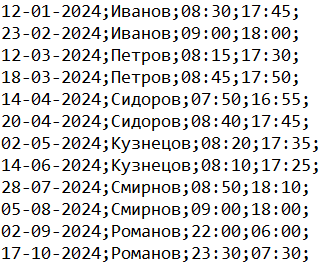 12-01-2024;Иванов;08:30;17:45;
23-02-2024;Иванов;09:00;18:00;
12-03-2024;Петров;08:15;17:30;
18-03-2024;Петров;08:45;17:50;
14-04-2024;Сидоров;07:50;16:55;
20-04-2024;Сидоров;08:40;17:45;
02-05-2024;Кузнецов;08:20;17:35;
14-06-2024;Кузнецов;08:10;17:25;
28-07-2024;Смирнов;08:50;18:10;
05-08-2024;Смирнов;09:00;18:00;
02-09-2024;Романов;22:00;06:00;
17-10-2024;Романов;23:30;07:30;